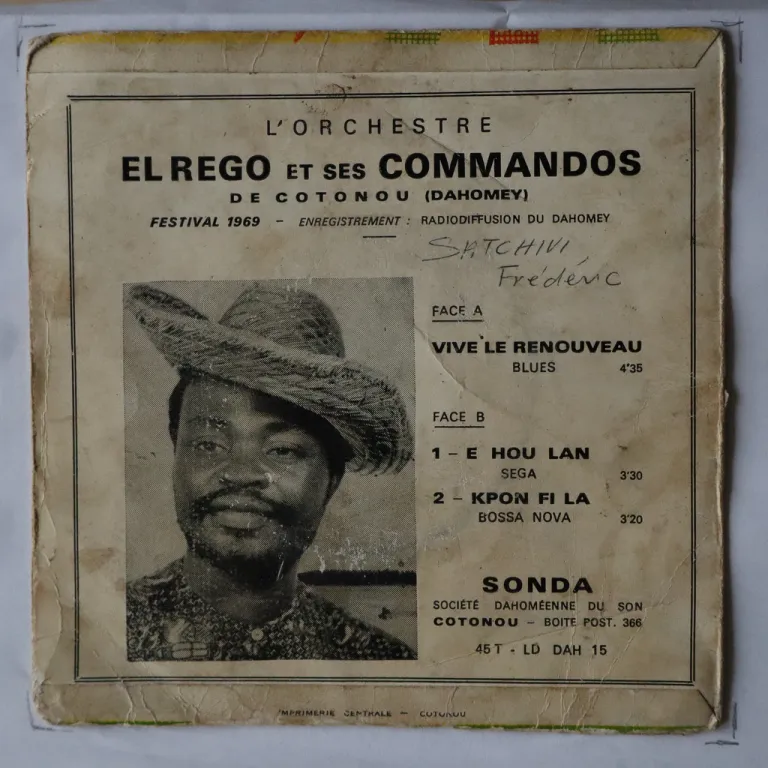 L'ORCHESTRE
EL REGO ET SES COMMANDOS
DE COTONOU (DAHOMEY)
FESTIVAL 1969 – ENREGISTREMENT : RADIODIFFUSION DU DAHOMEY
SATCHIVI
Frédéric
FACE A
VIVE LE RENOUVEAU
BLUES 4'35
FACE B
1 – E HOU LAN
SEGA 3'30
2 – KPON FI LA
BOSSA NOVA 3'20
SONDA
SOCIÉTÉ DAHOMÉENNE DU SON
COTONOU – BOITE POST. 366
45 T - LD DAH 15
IMPRIMERIE CENTRALE — COTONOU